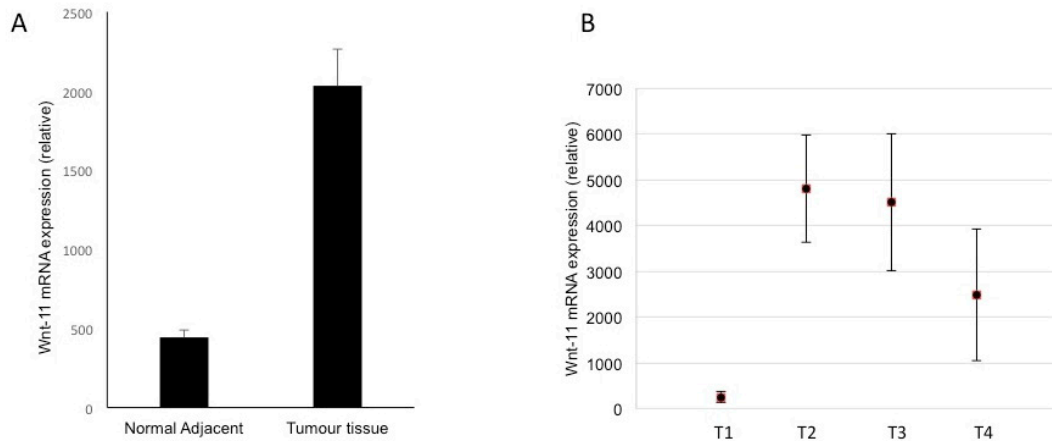 A
Wnt-11 mRNA expression (relative)
2500
2000
1500
1000
500
0
Normal Adjacent Tumour tissue
B
Wnt-11 mRNA expression (relative)
7000
6000
5000
4000
3000
2000
1000
0
T1 T2 T3 T4